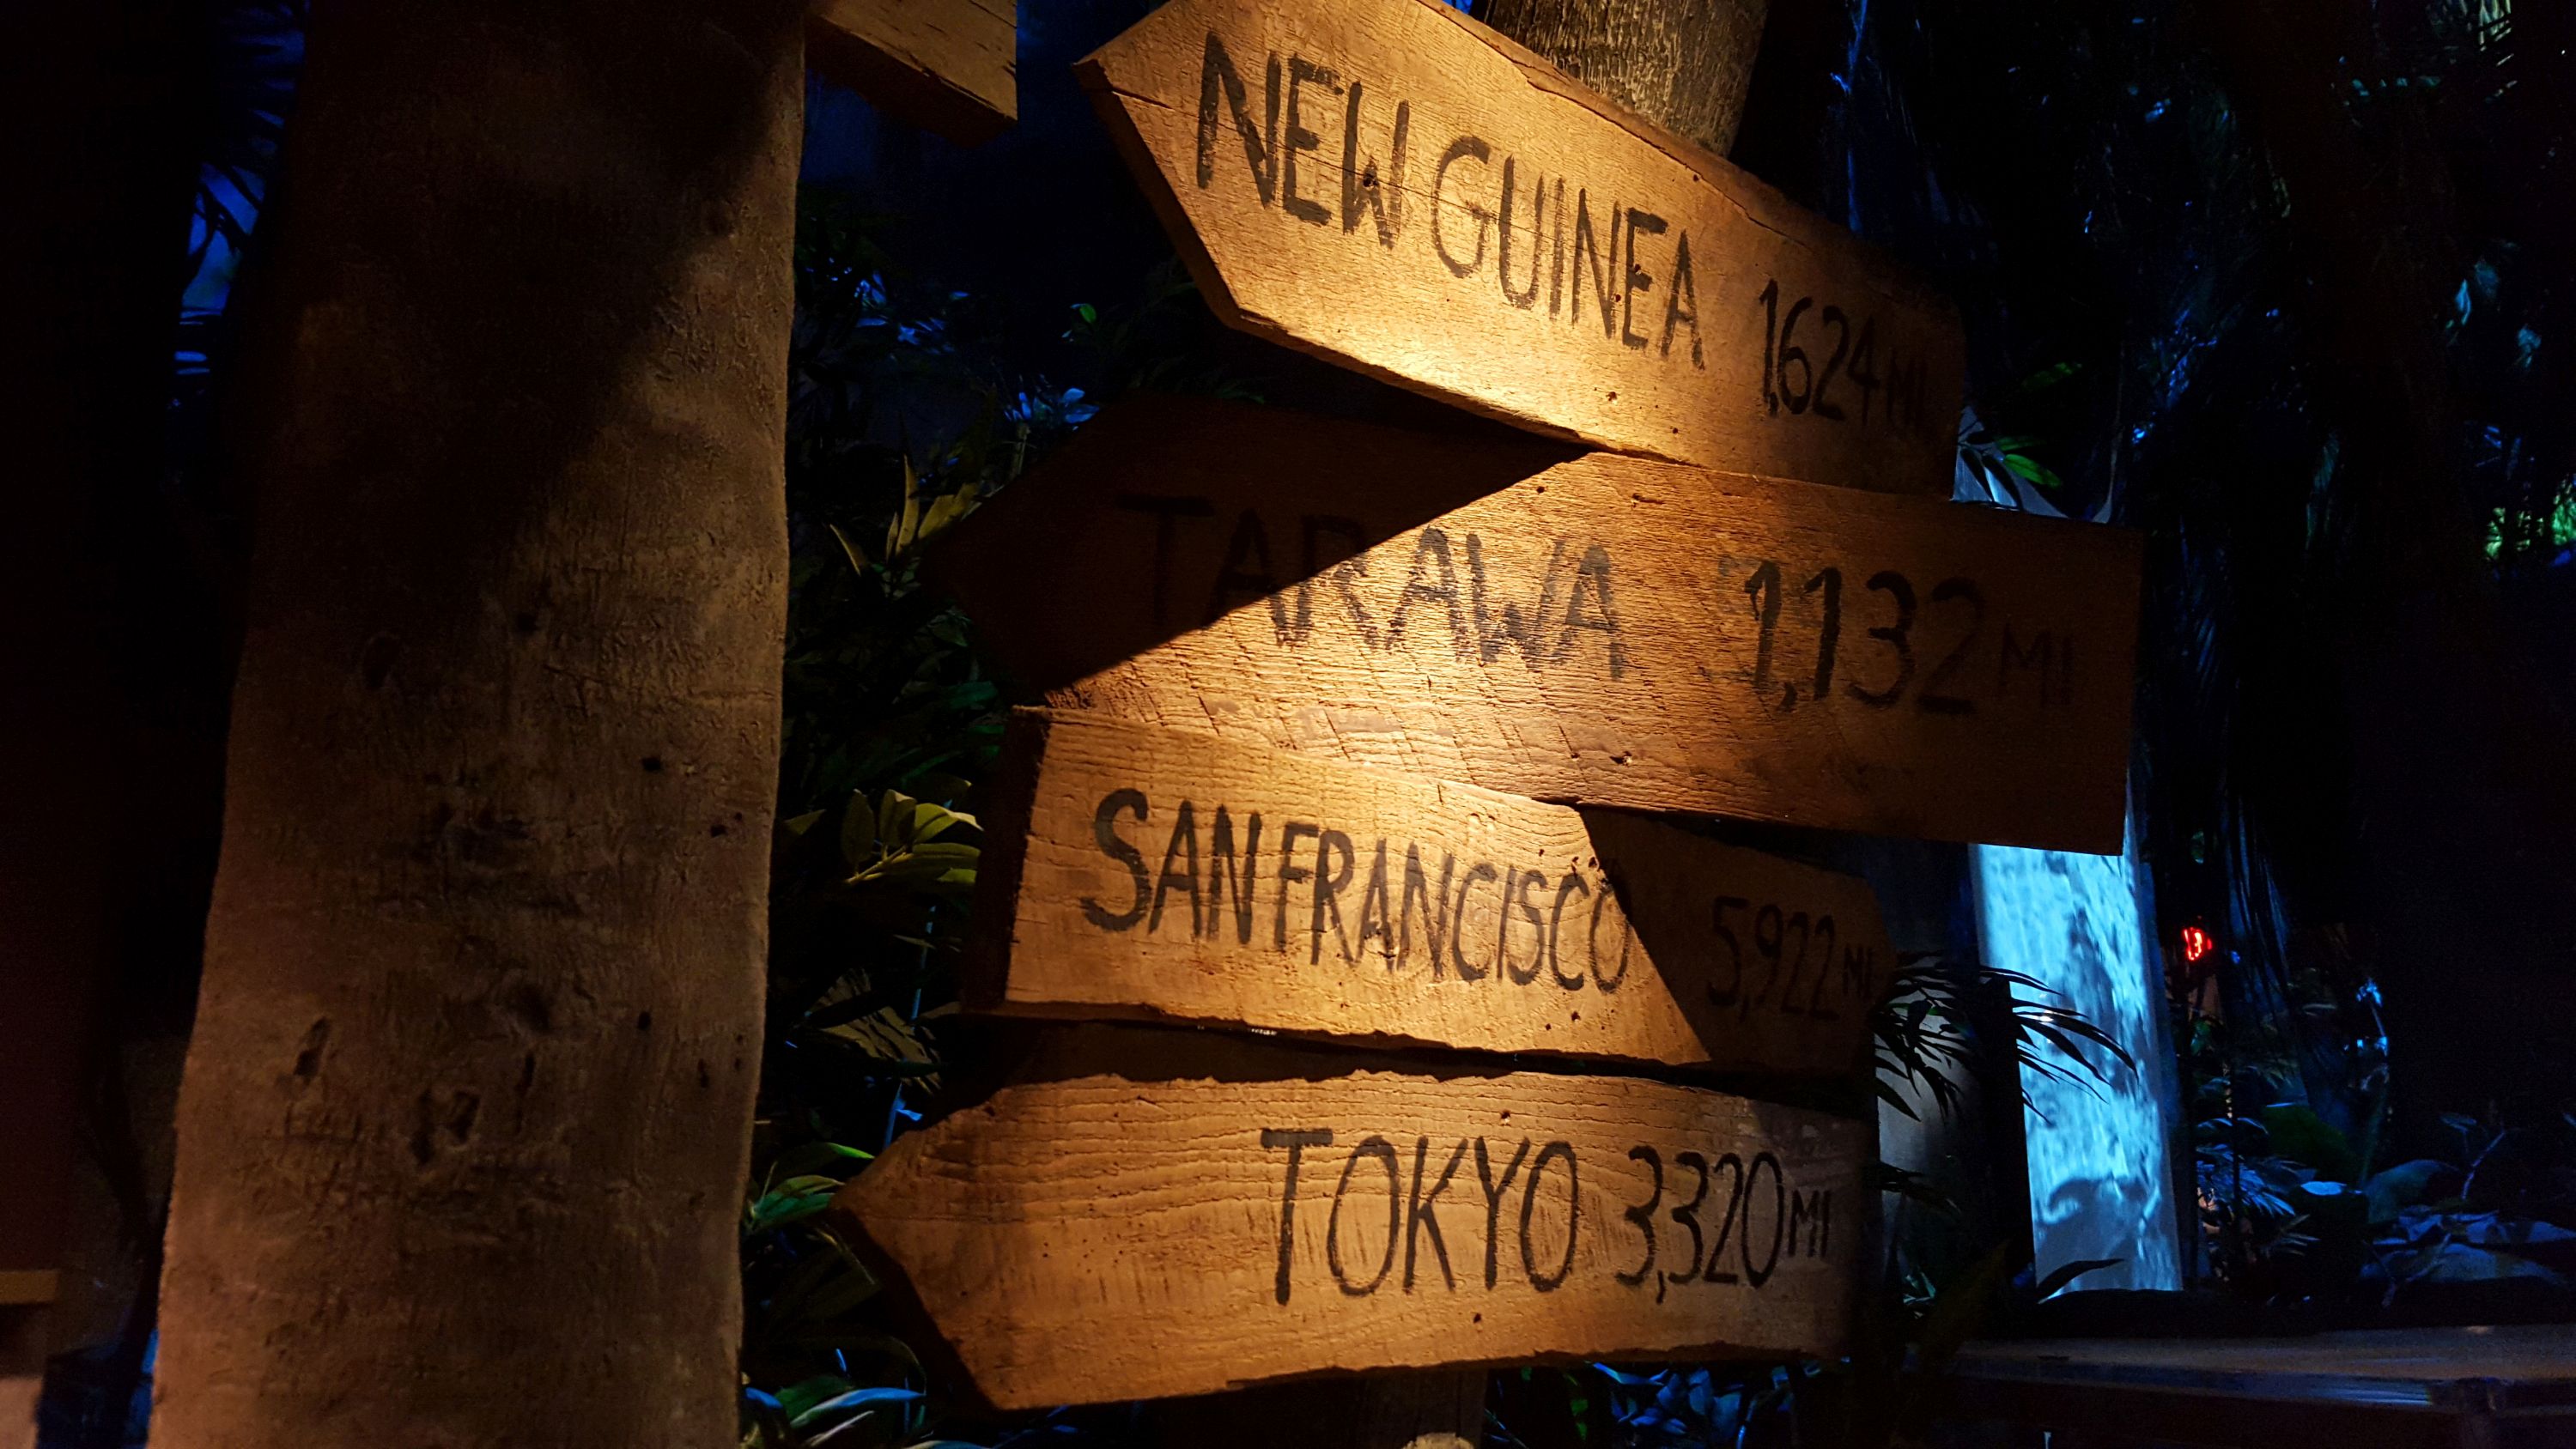 NEW GUINEA 1,624 MI
TARAWA 1,132 MI
SAN FRANCISCO 5,922 MI
TOKYO 3,320 MI